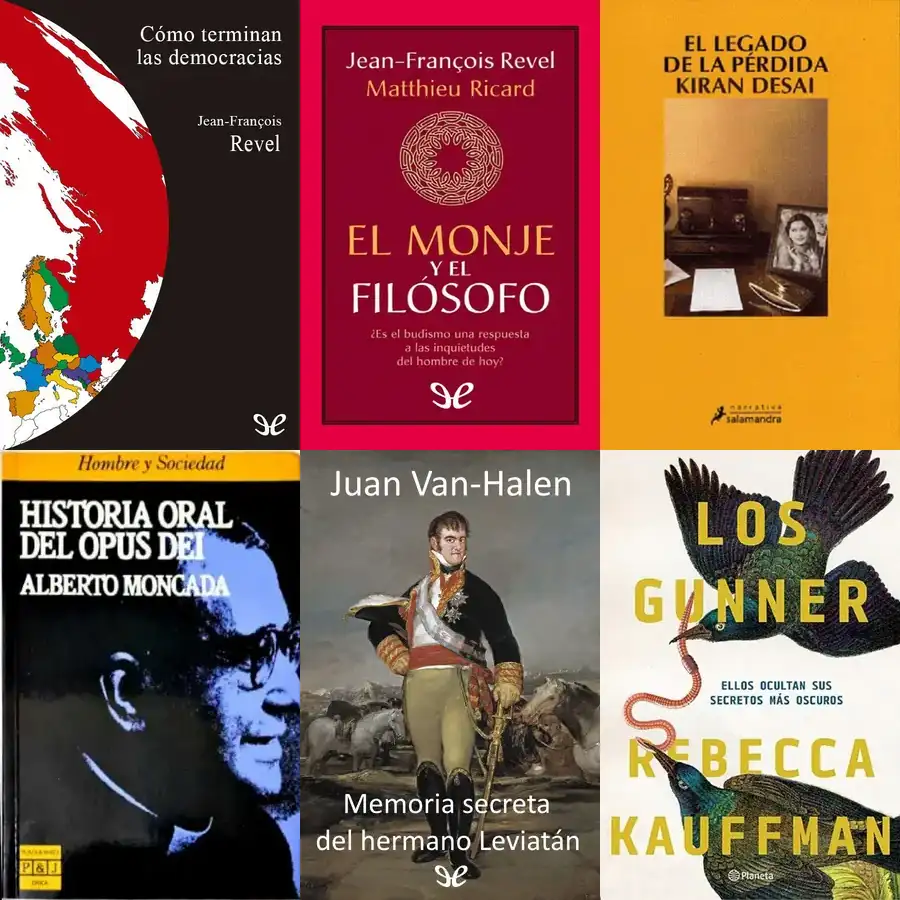 Cómo terminan
las democracias
Jean-François
Revel
Jean-François Revel
Matthieu Ricard
EL MONJE
Y EL
FILÓSOFO
¿Es el budismo una respuesta
a las inquietudes
del hombre de hoy?
EL LEGADO
DE LA PÉRDIDA
KIRAN DESAI
narrativa
salamandra
Hombre y Sociedad
HISTORIA ORAL
DEL OPUS DEI
ALBERTO MONCADA
P&J
Juan Van-Halen
Memoria secreta
del hermano Leviatán
LOS
GUNNER
ELLOS OCULTAN SUS
SECRETOS MÁS OSCUROS
REBECCA
KAUFFMAN
Planeta